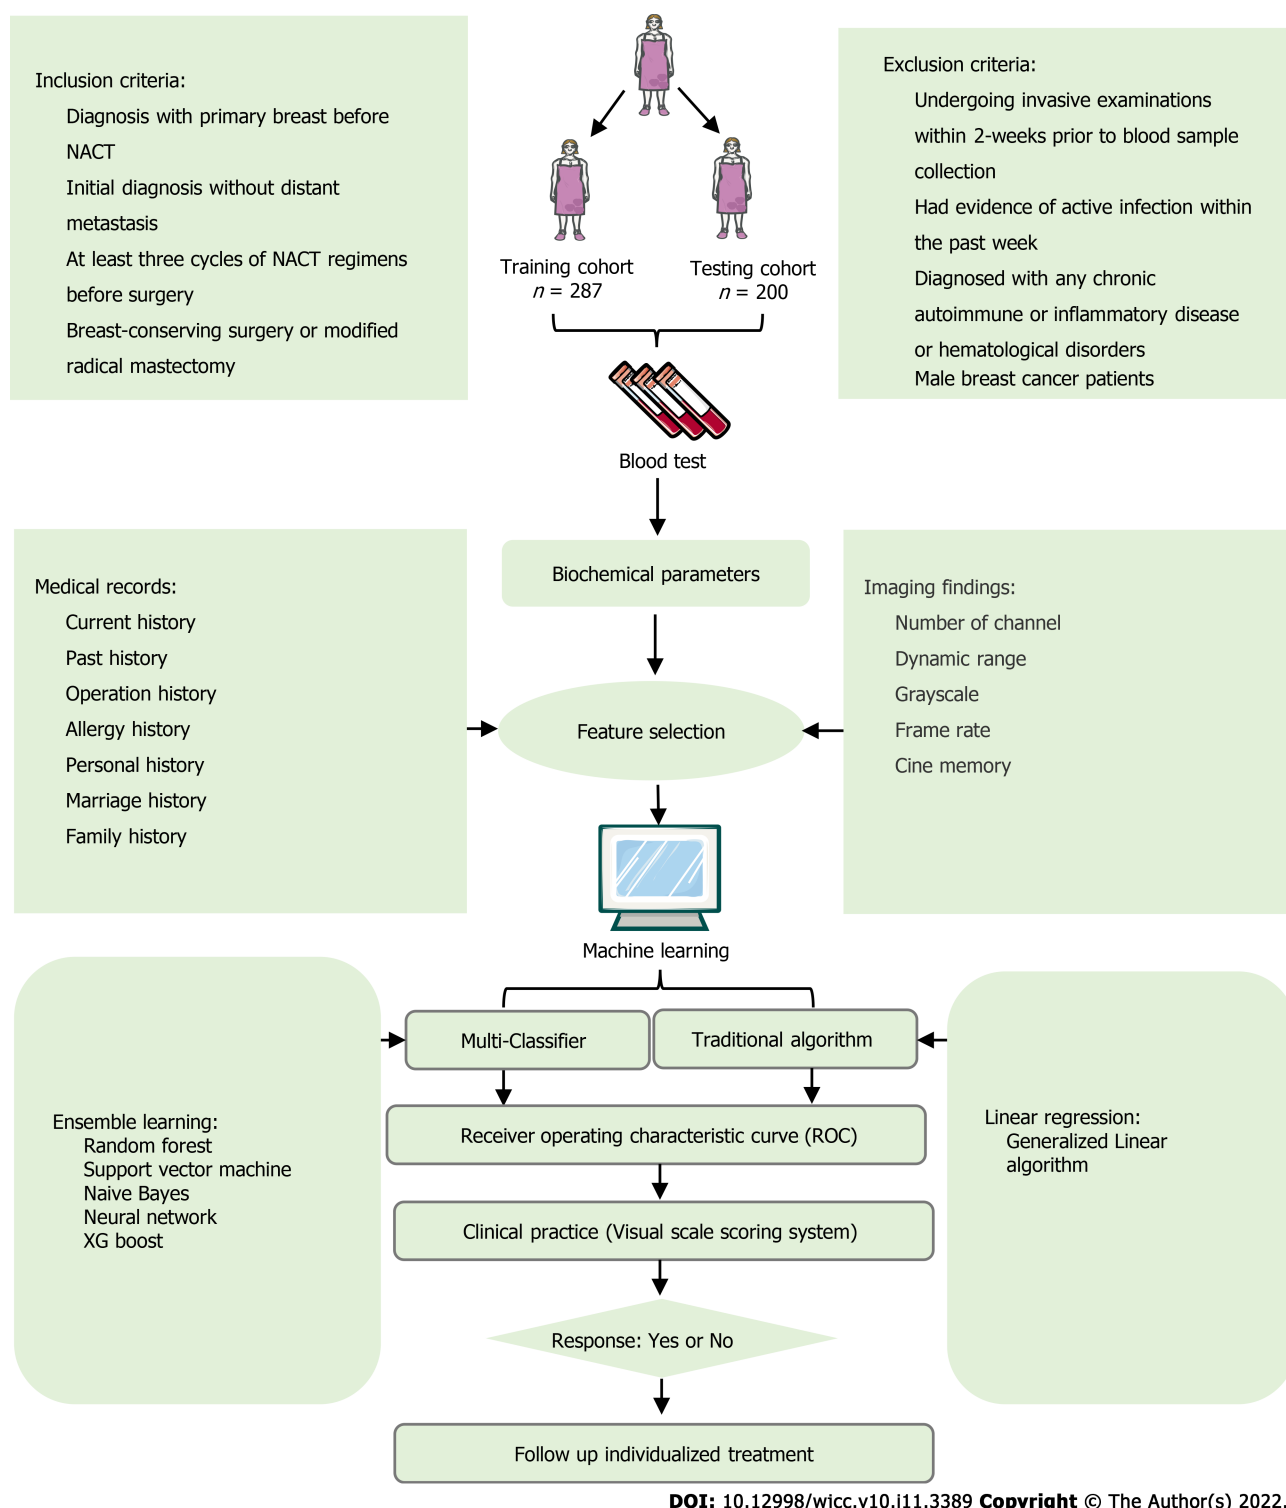 Inclusion criteria:
Diagnosis with primary breast before
NACT
Initial diagnosis without distant
metastasis
At least three cycles of NACT regimens
before surgery
Breast-conserving surgery or modified
radical mastectomy
Training cohort
n = 287
Testing cohort
n = 200
Exclusion criteria:
Undergoing invasive examinations
within 2-weeks prior to blood sample
collection
Had evidence of active infection within
the past week
Diagnosed with any chronic
autoimmune or inflammatory disease
or hematological disorders
Male breast cancer patients
Blood test
Biochemical parameters
Medical records:
Current history
Past history
Operation history
Allergy history
Personal history
Marriage history
Family history
Feature selection
Imaging findings:
Number of channel
Dynamic range
Grayscale
Frame rate
Cine memory
Machine learning
Multi-Classifier
Traditional algorithm
Ensemble learning:
Random forest
Support vector machine
Naive Bayes
Neural network
XG boost
Receiver operating characteristic curve (ROC)
Linear regression:
Generalized Linear
algorithm
Clinical practice (Visual scale scoring system)
Response: Yes or No
Follow up individualized treatment
DOI: 10.12998/wjcc.v10.i11.3389 Copyright © The Author(s) 2022.